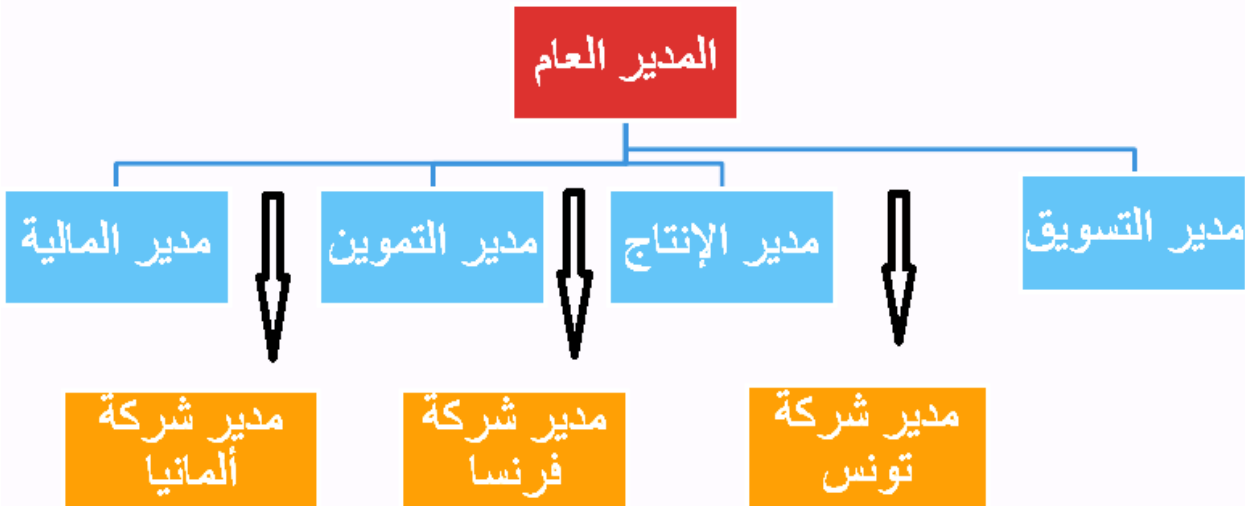 المدير العام
مدير التسويق
مدير الإنتاج
مدير التموين
مدير المالية
مدير شركة
تونس
مدير شركة
فرنسا
مدير شركة
ألمانيا